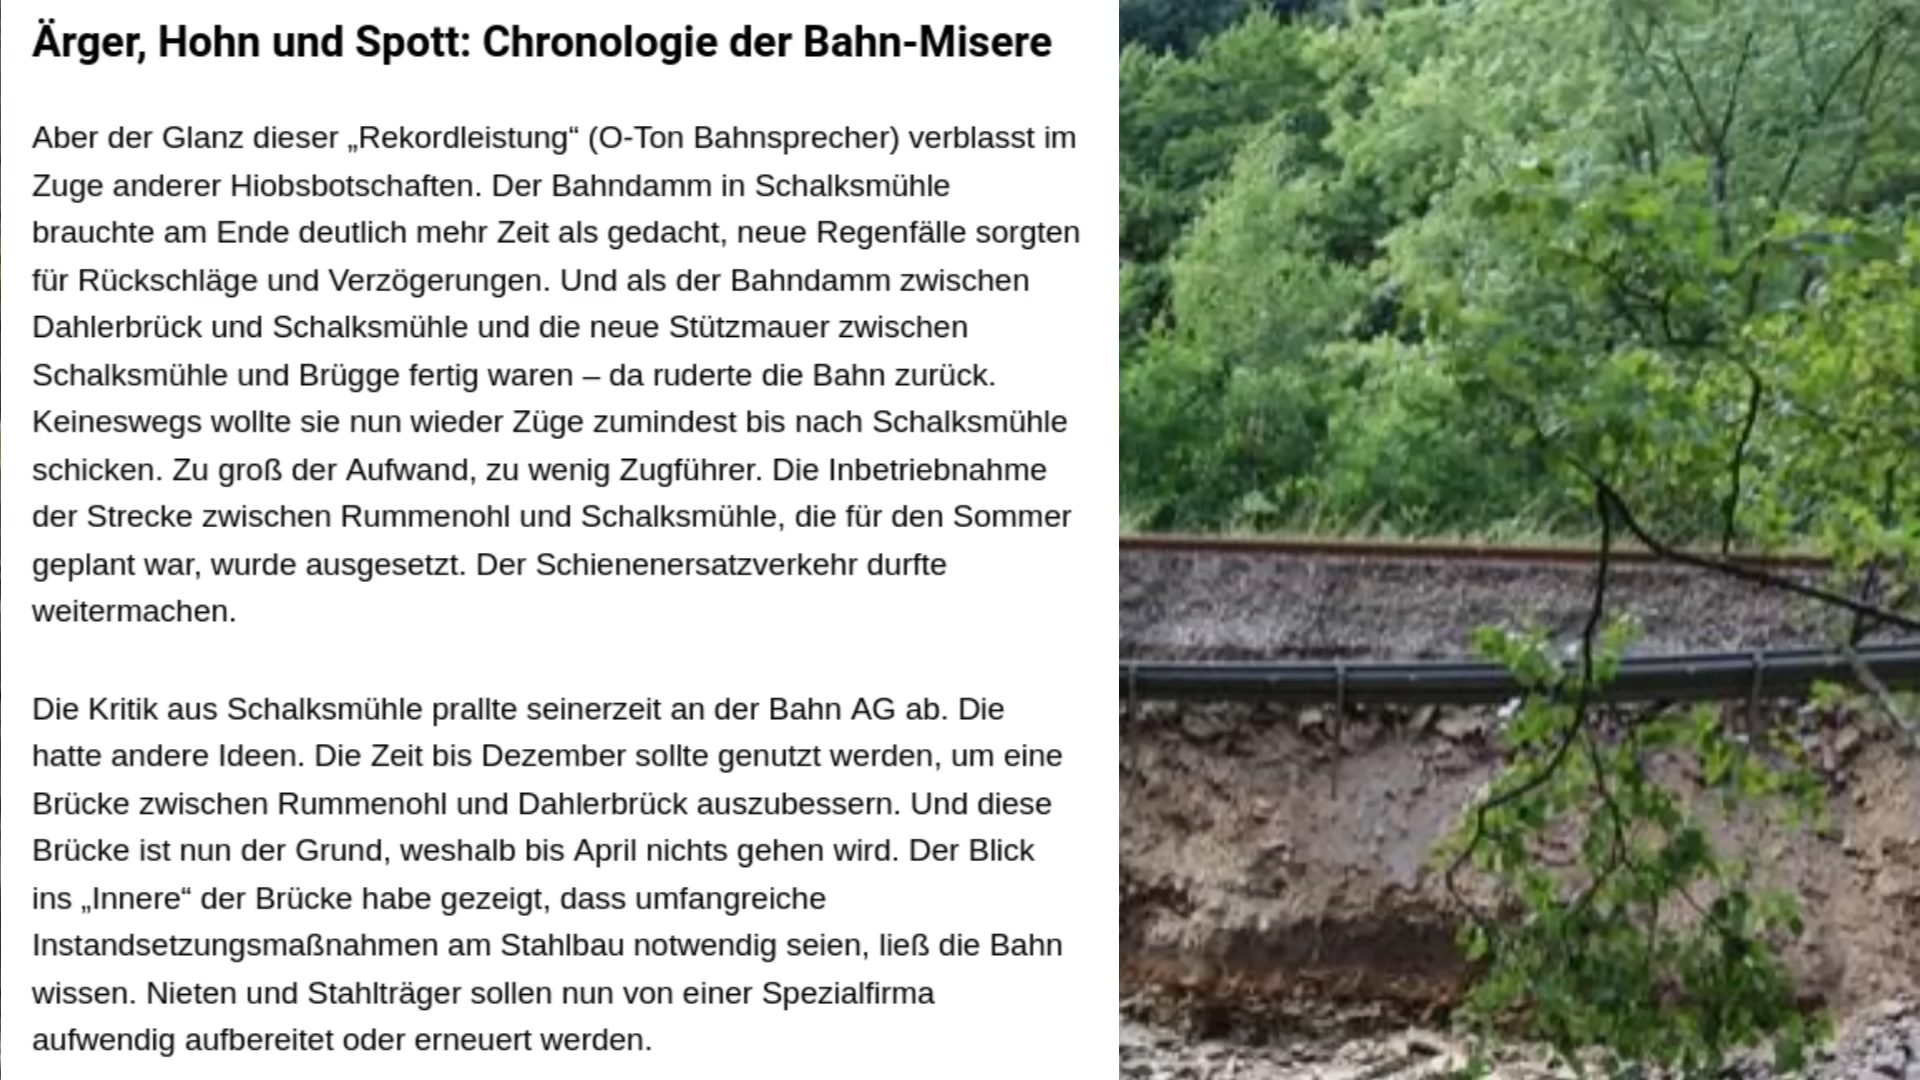 Ärger, Hohn und Spott: Chronologie der Bahn-Misere
Aber der Glanz dieser „Rekordleistung“ (O-Ton Bahnsprecher) verblasst im
Zuge anderer Hiobsbotschaften. Der Bahndamm in Schalksmühle
brauchte am Ende deutlich mehr Zeit als gedacht, neue Regenfälle sorgten
für Rückschläge und Verzögerungen. Und als der Bahndamm zwischen
Dahlerbrück und Schalksmühle und die neue Stützmauer zwischen
Schalksmühle und Brügge fertig waren – da ruderte die Bahn zurück.
Keineswegs wollte sie nun wieder Züge zumindest bis nach Schalksmühle
schicken. Zu groß der Aufwand, zu wenig Zugführer. Die Inbetriebnahme
der Strecke zwischen Rummenohl und Schalksmühle, die für den Sommer
geplant war, wurde ausgesetzt. Der Schienenersatzverkehr durfte
weitermachen.
Die Kritik aus Schalksmühle prallte seinerzeit an der Bahn AG ab. Die
hatte andere Ideen. Die Zeit bis Dezember sollte genutzt werden, um eine
Brücke zwischen Rummenohl und Dahlerbrück auszubessern. Und diese
Brücke ist nun der Grund, weshalb bis April nichts gehen wird. Der Blick
ins „Innere“ der Brücke habe gezeigt, dass umfangreiche
Instandsetzungsmaßnahmen am Stahlbau notwendig seien, ließ die Bahn
wissen. Nieten und Stahlträger sollen nun von einer Spezialfirma
aufwendig aufbereitet oder erneuert werden.